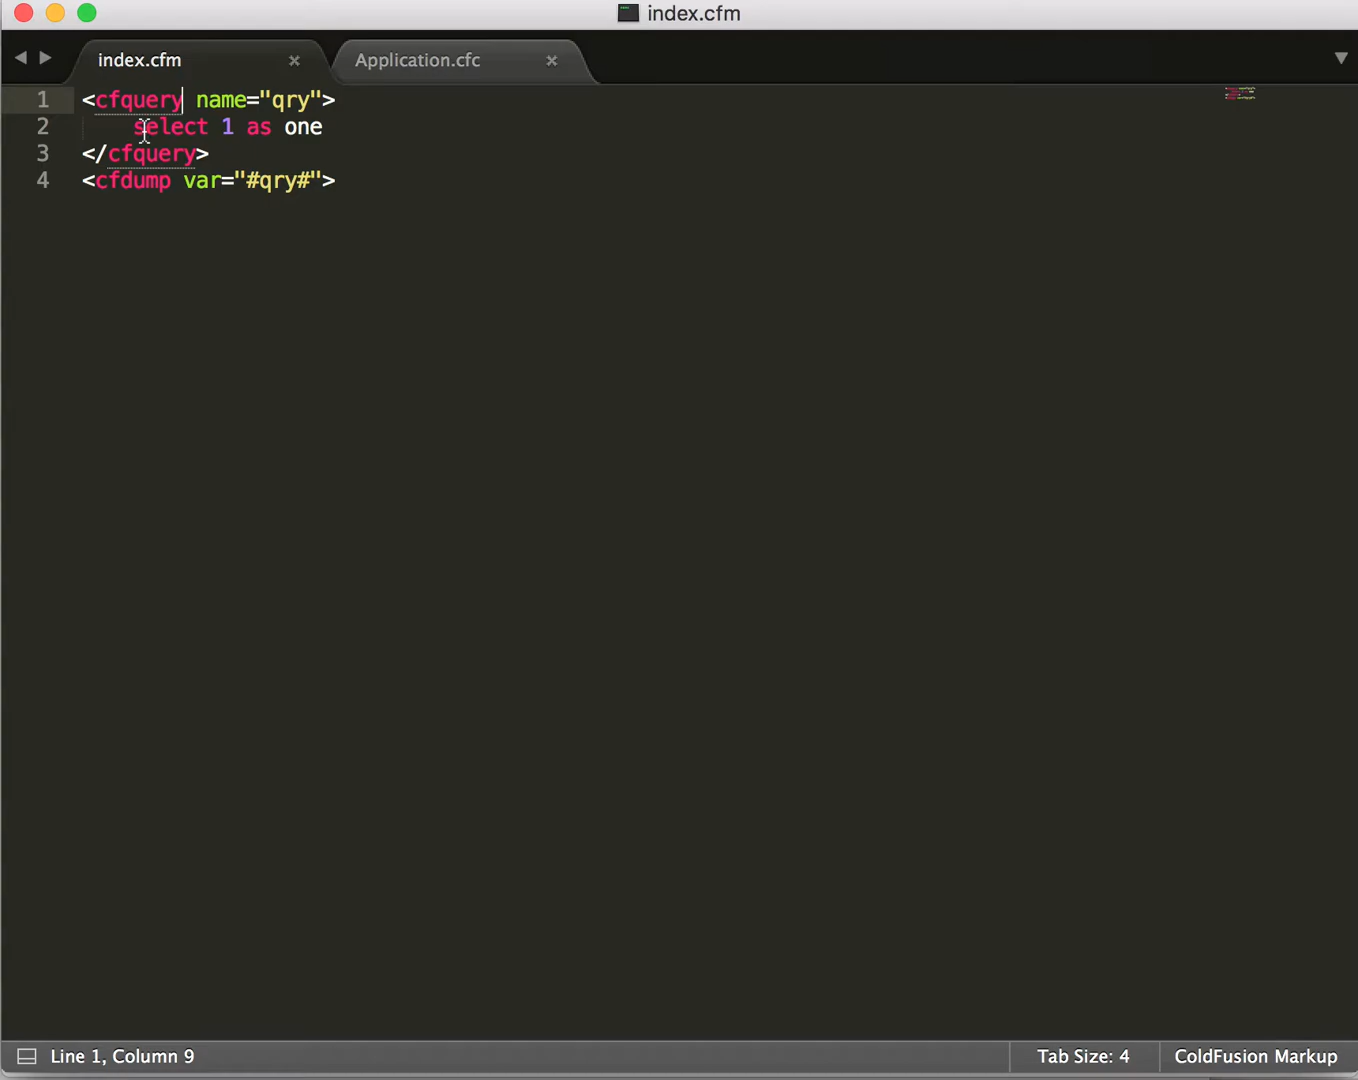 index.cfm
index.cfm × Application.cfc ×
1 <cfquery name="qry">
2 select 1 as one
3 </cfquery>
4 <cfdump var="#qry#">
Line 1, Column 9 Tab Size: 4 ColdFusion Markup